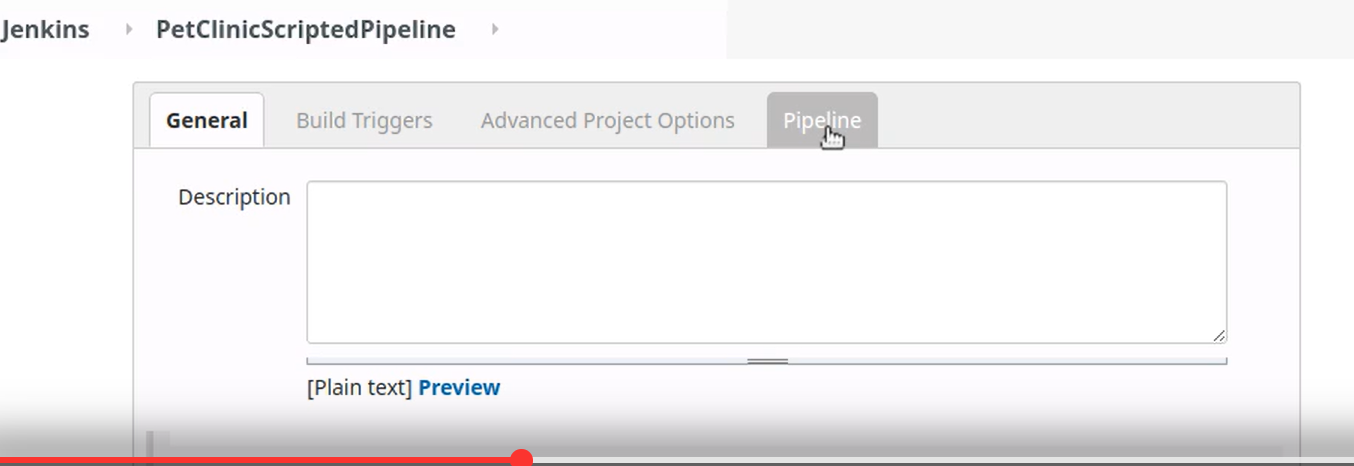 Jenkins PetClinicScriptedPipeline
General Build Triggers Advanced Project Options Pipeline
Description
[Plain text] Preview